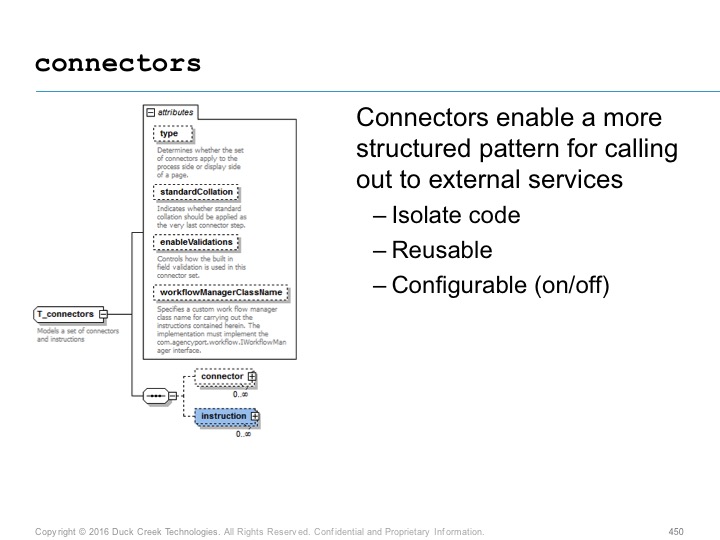 connectors
attributes
type
Determines whether the set
of connectors apply to the
process side or display side
of a page.
standardCollation
Indicates whether standard
collation should be applied as
the very last connector step.
enableValidations
Controls how the built in
field validation is used in this
connector set.
workflowManagerClassName
Specifies a custom work flow manager
class name for carrying out the
instructions contained herein. The
implementation must implement the
com.agencyport.workflow.IWorkflowMan
ager interface.
T_connectors
Models a set of connectors
and instructions
connector
0..∞
instruction
0..∞
Connectors enable a more
structured pattern for calling
out to external services
– Isolate code
– Reusable
– Configurable (on/off)
Copyright © 2016 Duck Creek Technologies. All Rights Reserved. Confidential and Proprietary Information.
450